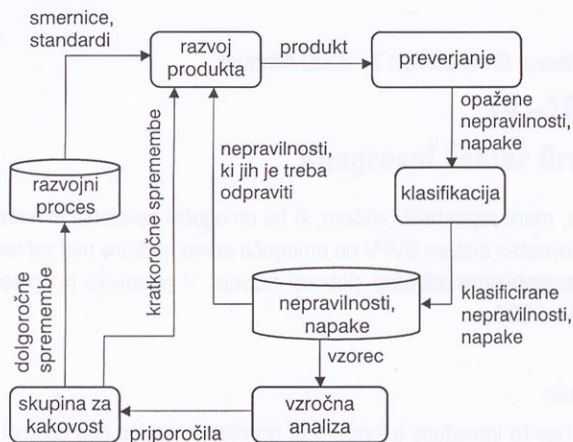 smernice,
standardi
razvoj
produkta
produkt
preverjanje
opažene
nepravilnosti,
napake
nepravilnosti,
ki jih je treba
odpraviti
klasifikacija
razvojni
proces
kratkoročne spremembe
nepravilnosti,
napake
klasificirane
nepravilnosti,
napake
dolgoročne
spremembe
vzorec
skupina za
kakovost
priporočila
vzročna
analiza